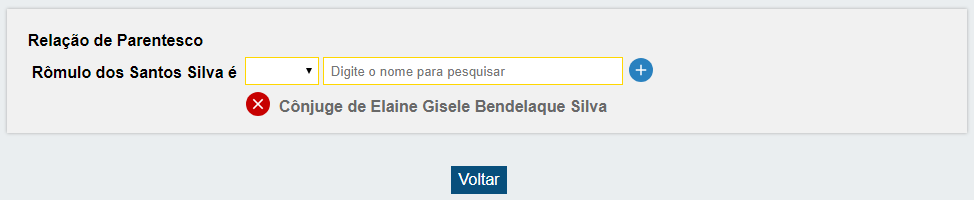 Relação de Parentesco
Rômulo dos Santos Silva é Digite o nome para pesquisar
Cônjuge de Elaine Gisele Bendelaque Silva
Voltar